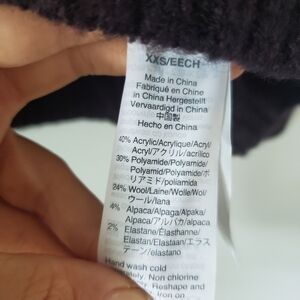 XXS/EECH
Made in China
Fabriqué en Chine
in China Hergestellt
Vervaardigd in China
中国製
Hecho en China
40% Acrylic/Acrylique/Acryl/
Acryl/アクリル/acrílico
30% Polyamide/Polyamide/
Polyamid/Polyamide/ポ
リアミド/poliamida
24% Wool/Laine/Wolle/Wol/
ウール/lana
4% Alpaca/Alpaga/Alpaka/
Alpaca/アルパカ/alpaca
2% Elastane/Élasthanne/
Elastan/Elastaan/エラス
テーン/elastano
Hand wash cold
Non chlorine
Reshape and
Iron on